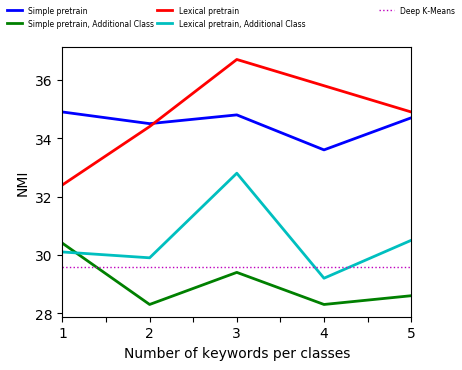 Simple pretrain
Simple pretrain, Additional Class
Lexical pretrain
Lexical pretrain, Additional Class
Deep K-Means
NMI
36
34
32
30
28
1 2 3 4 5
Number of keywords per classes